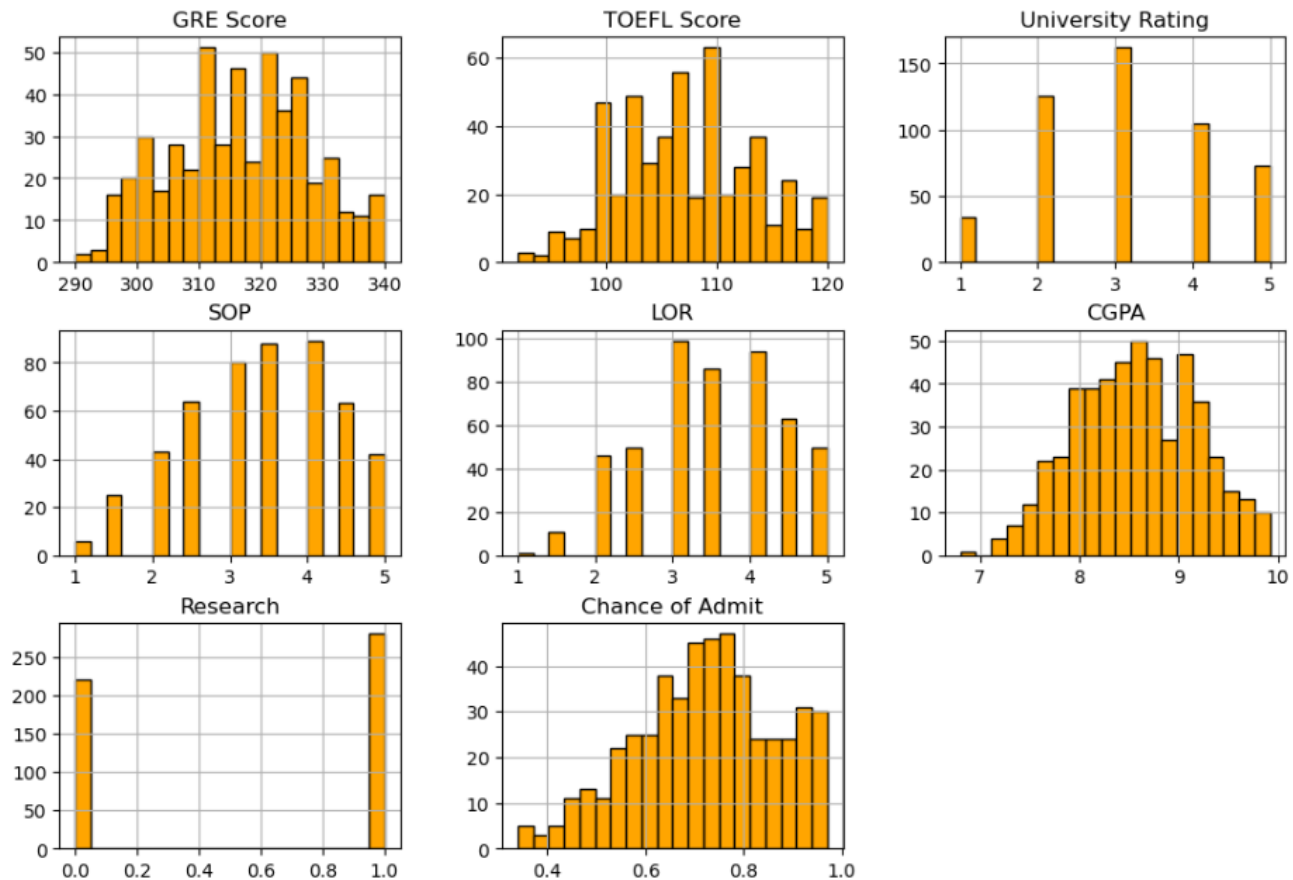 GRE Score
50
40
30
20
10
0
290 300 310 320 330 340
TOEFL Score
60
40
20
0
100 110 120
University Rating
150
100
50
0
1 2 3 4 5
SOP
80
60
40
20
0
1 2 3 4 5
LOR
100
80
60
40
20
0
1 2 3 4 5
CGPA
50
40
30
20
10
0
7 8 9 10
Research
250
200
150
100
50
0
0.0 0.2 0.4 0.6 0.8 1.0
Chance of Admit
40
30
20
10
0
0.4 0.6 0.8 1.0